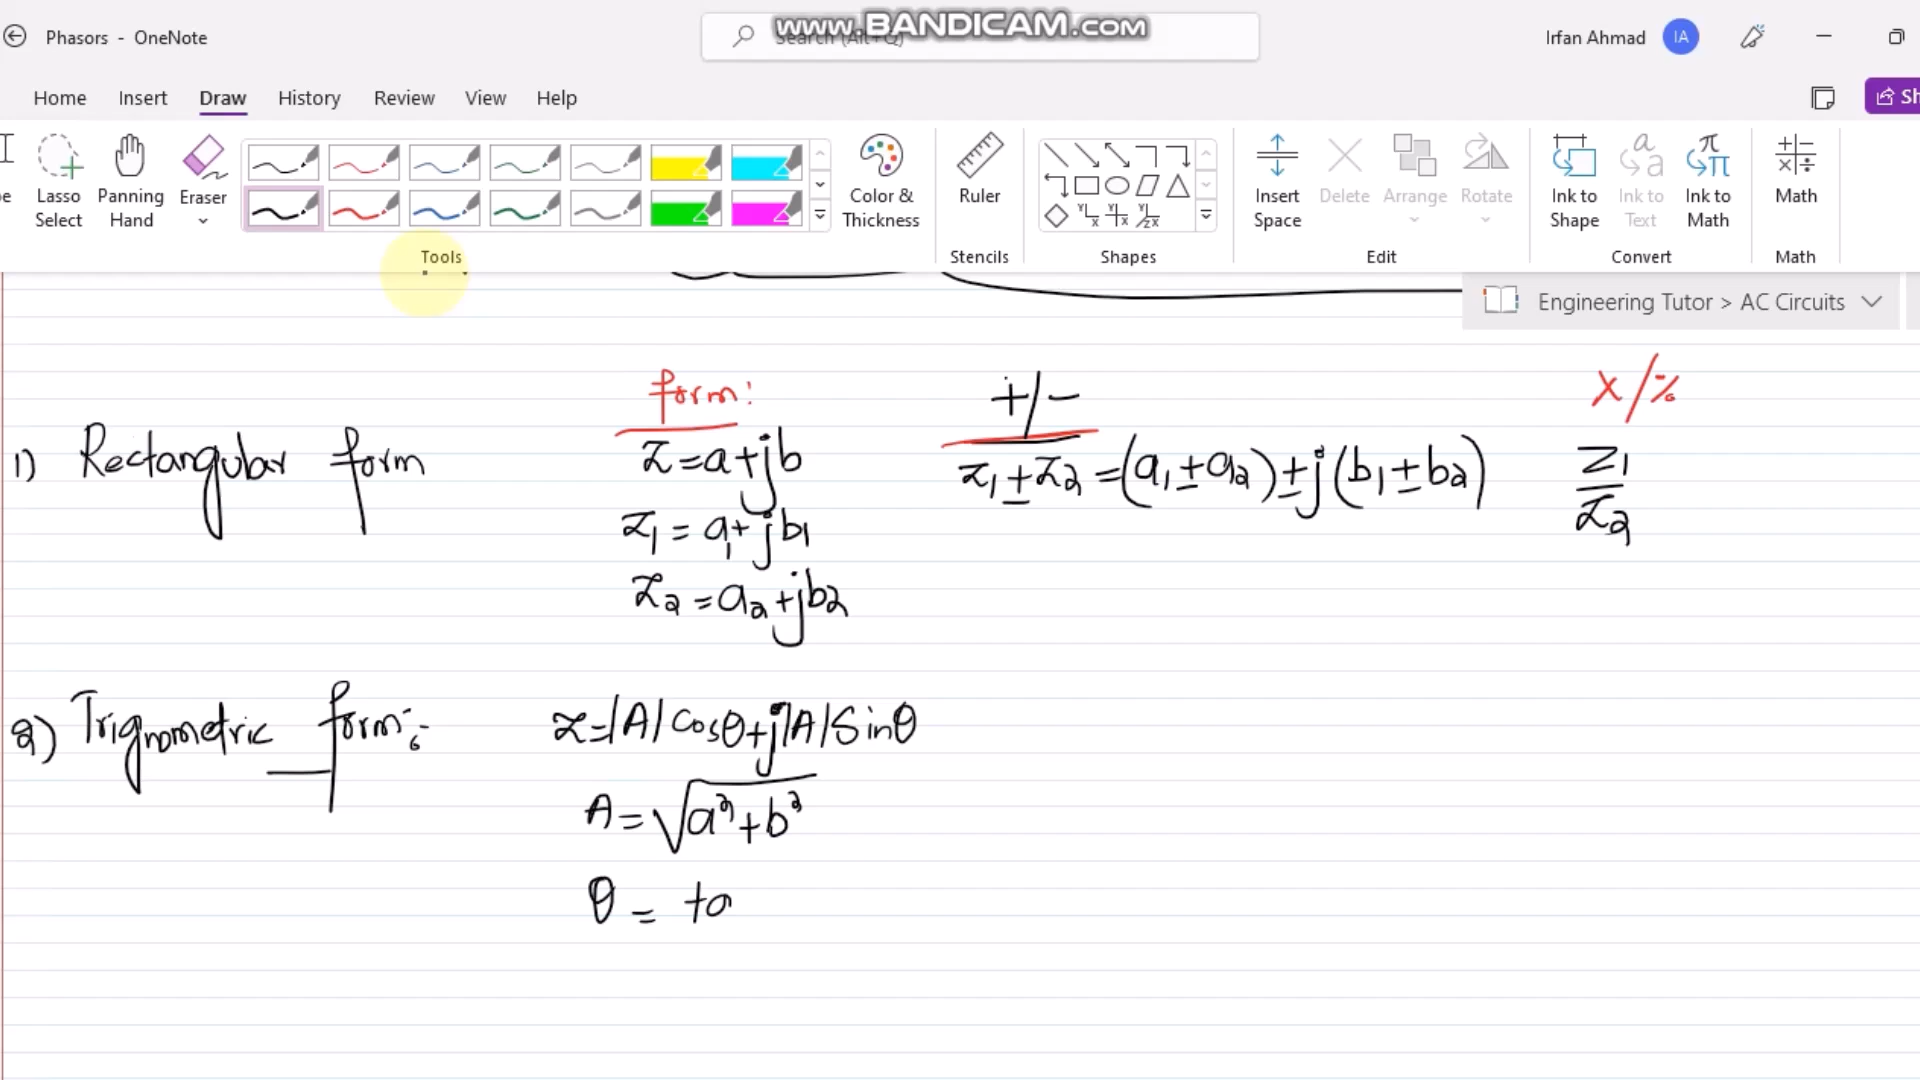 www.BANDICAM.com
Phasors - OneNote
Search (Alt+Q)
Irfan Ahmad
IA
Home Insert Draw History Review View Help
Sh
Lasso Select
Panning Hand
Eraser
Color & Thickness
Ruler
Insert Space
Delete
Arrange
Rotate
Ink to Shape
Ink to Text
Ink to Math
Math
Tools
Stencils
Shapes
Edit
Convert
Math
Engineering Tutor > AC Circuits
form:
+/-
×/÷
1) Rectangular form
z=a+jb
z1±z2=(a1±a2)±j(b1±b2)
z1/z2
z1=a1+jb1
z2=a2+jb2
2) Trignometric form:-
z=|A|cosθ+j|A|Sinθ
A=√a²+b²
θ= ta